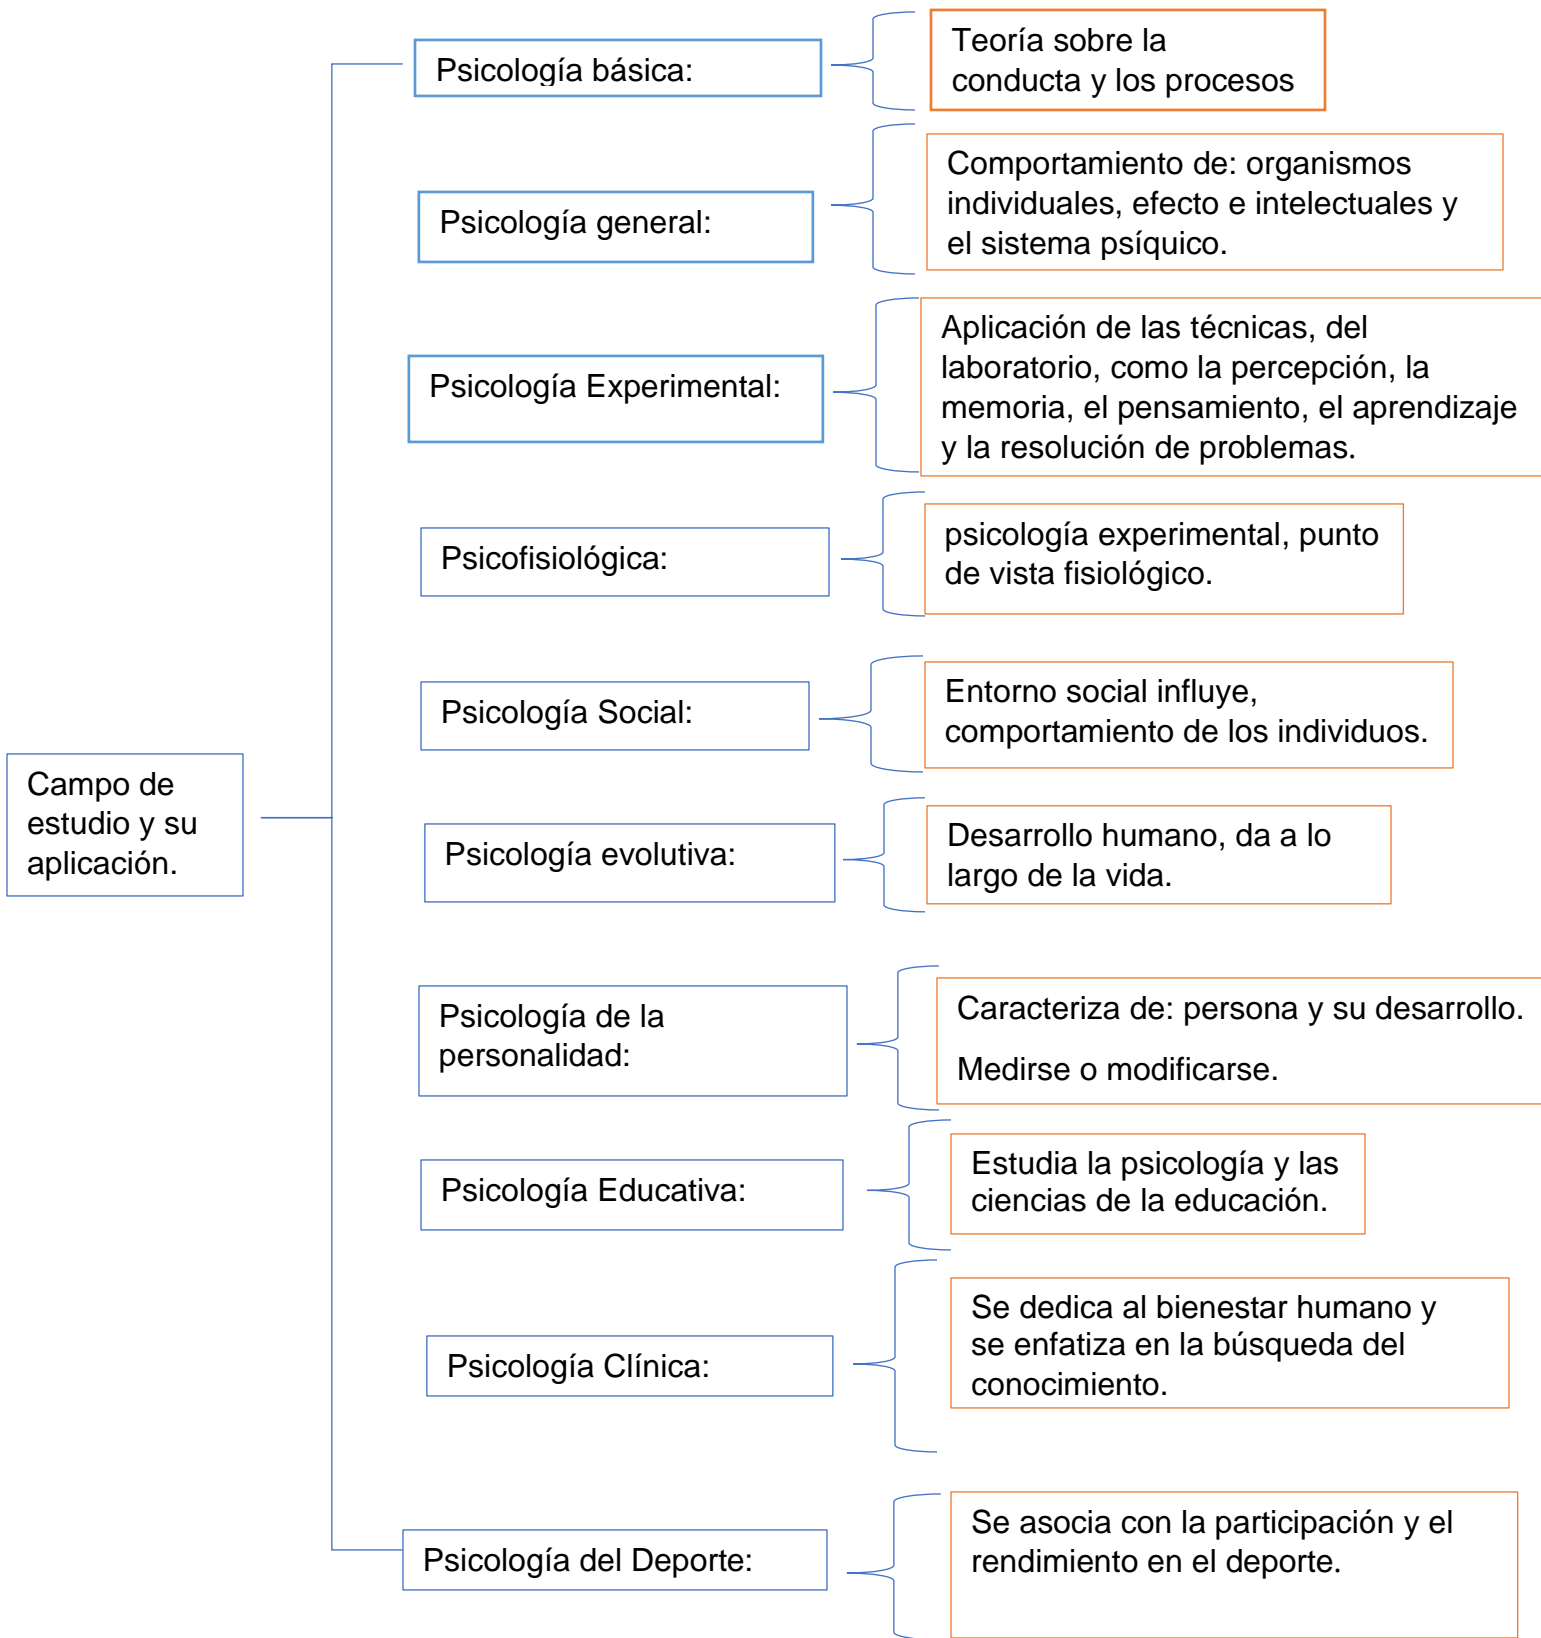 Psicología básica:
Teoría sobre la
conducta y los procesos
Psicología general:
Comportamiento de: organismos
individuales, efecto e intelectuales y
el sistema psíquico.
Psicología Experimental:
Aplicación de las técnicas, del
laboratorio, como la percepción, la
memoria, el pensamiento, el aprendizaje
y la resolución de problemas.
Psicofisiológica:
psicología experimental, punto
de vista fisiológico.
Psicología Social:
Entorno social influye,
comportamiento de los individuos.
Campo de
estudio y su
aplicación.
Psicología evolutiva:
Desarrollo humano, da a lo
largo de la vida.
Psicología de la
personalidad:
Caracteriza de: persona y su desarrollo.
Medirse o modificarse.
Psicología Educativa:
Estudia la psicología y las
ciencias de la educación.
Psicología Clínica:
Se dedica al bienestar humano y
se enfatiza en la búsqueda del
conocimiento.
Psicología del Deporte:
Se asocia con la participación y el
rendimiento en el deporte.